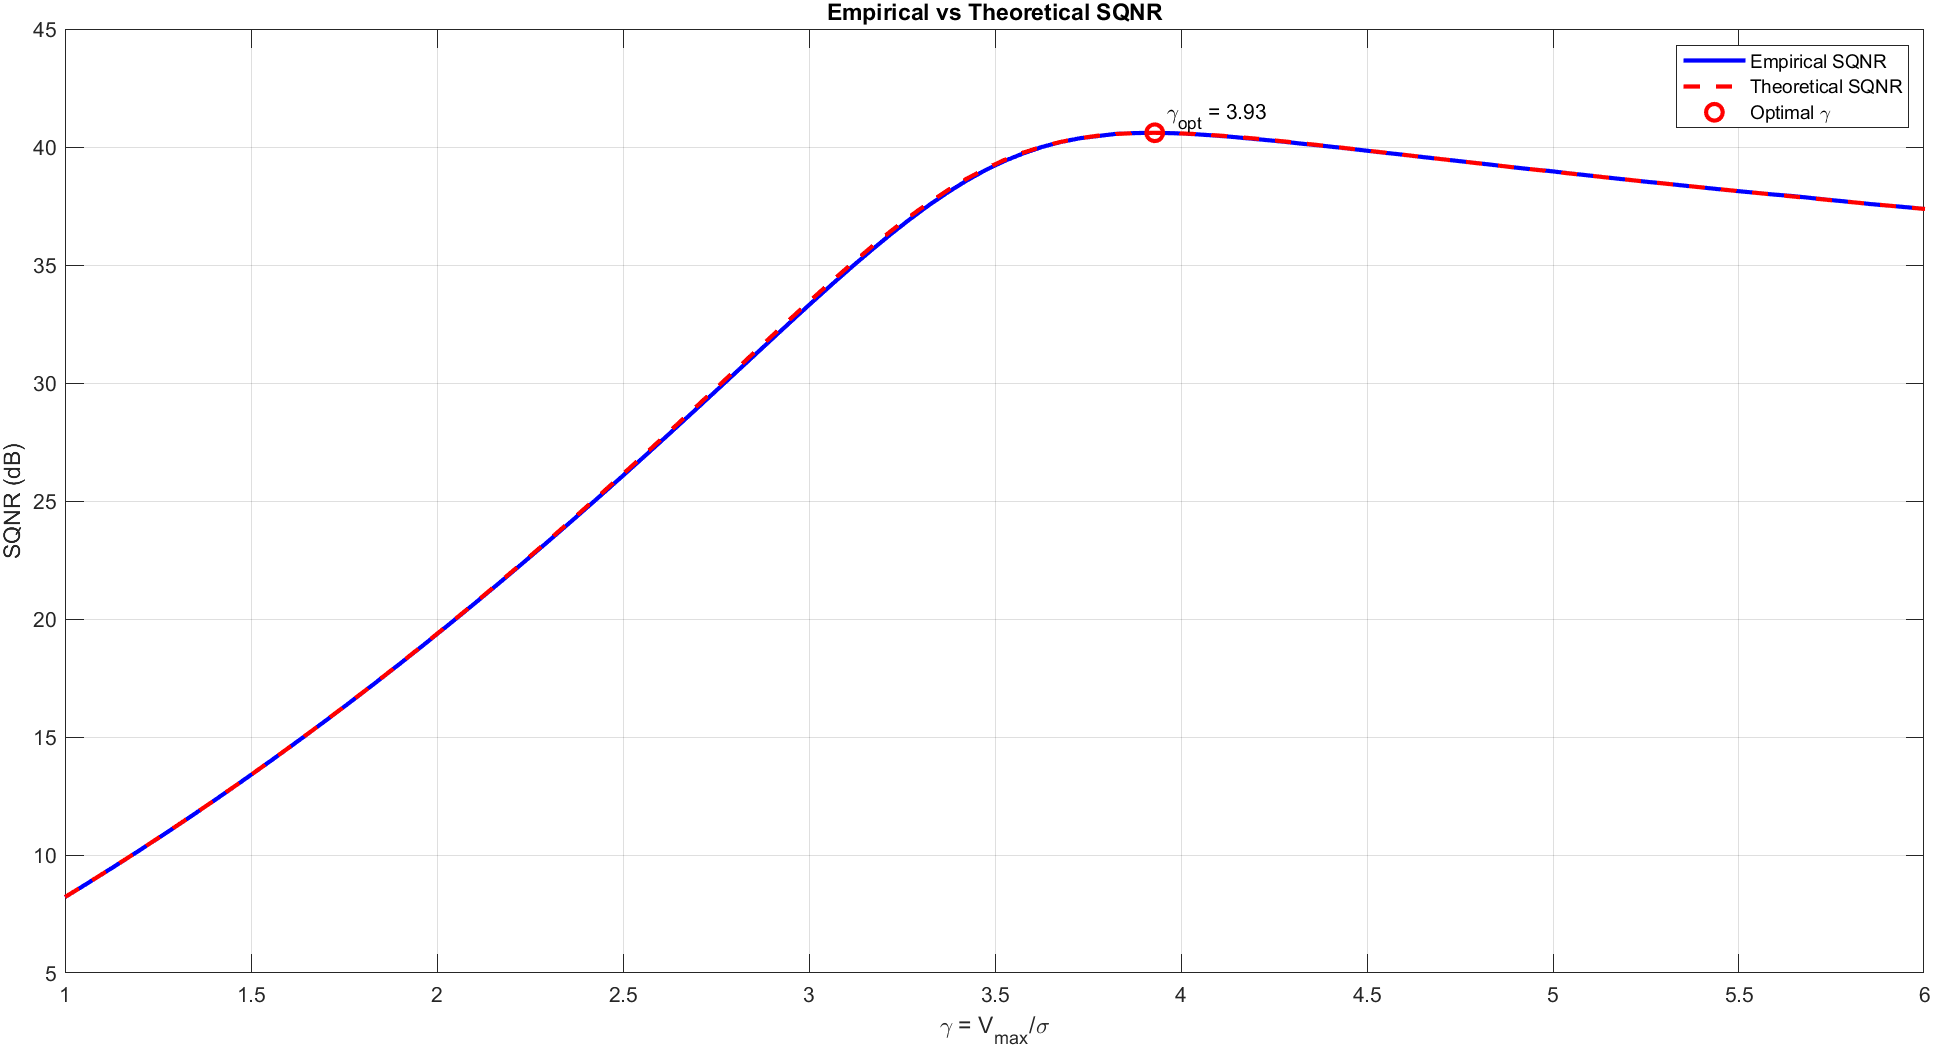 Empirical vs Theoretical SQNR
45
40
35
30
25
20
15
10
5
SQNR (dB)
Empirical SQNR
Theoretical SQNR
Optimal γ
γopt = 3.93
1 1.5 2 2.5 3 3.5 4 4.5 5 5.5 6
γ = Vmax/σ